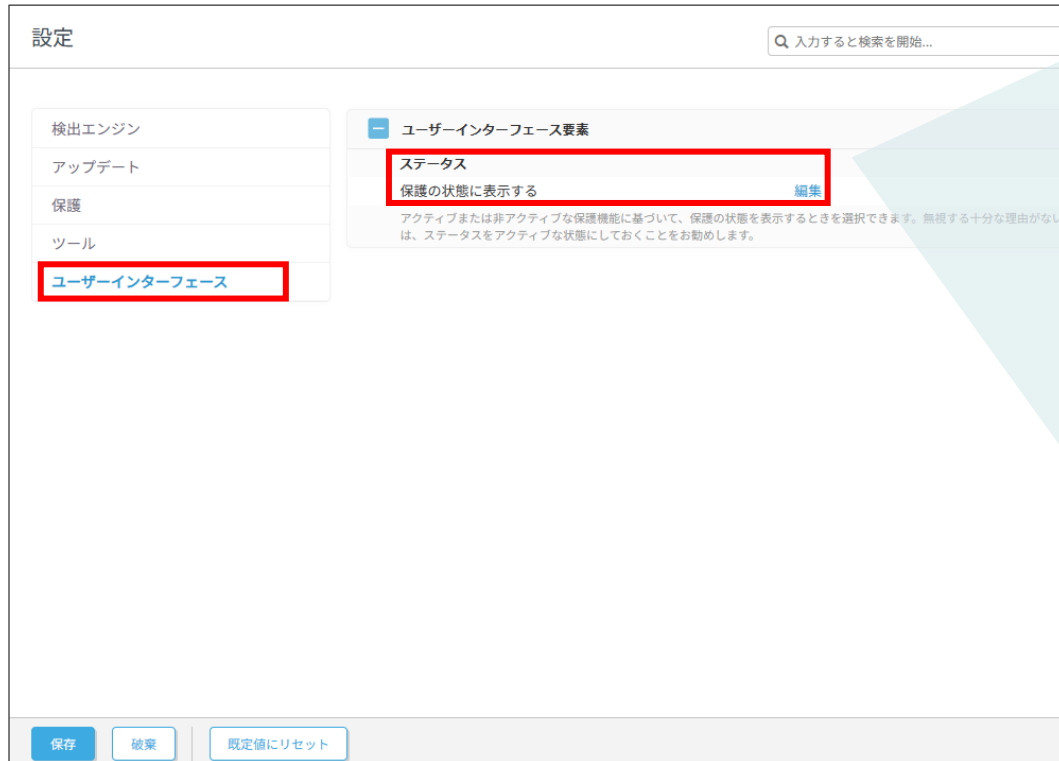 設定
入力すると検索を開始...
検出エンジン
アップデート
保護
ツール
ユーザーインターフェース
ユーザーインターフェース要素
ステータス
保護の状態に表示する 編集
アクティブまたは非アクティブな保護機能に基づいて、保護の状態を表示するときを選択できます。無視する十分な理由がない
は、ステータスをアクティブな状態にしておくことをお勧めします。
保存 破棄 既定値にリセット